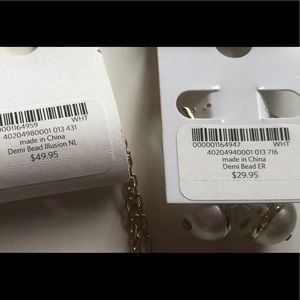 00001164959 WHT
40204980001 013 431
made in China
Demi Bead Illusion NL
$49.95
000001164947 WHT
40204940001 013 716
made in China
Demi Bead ER
$29.95